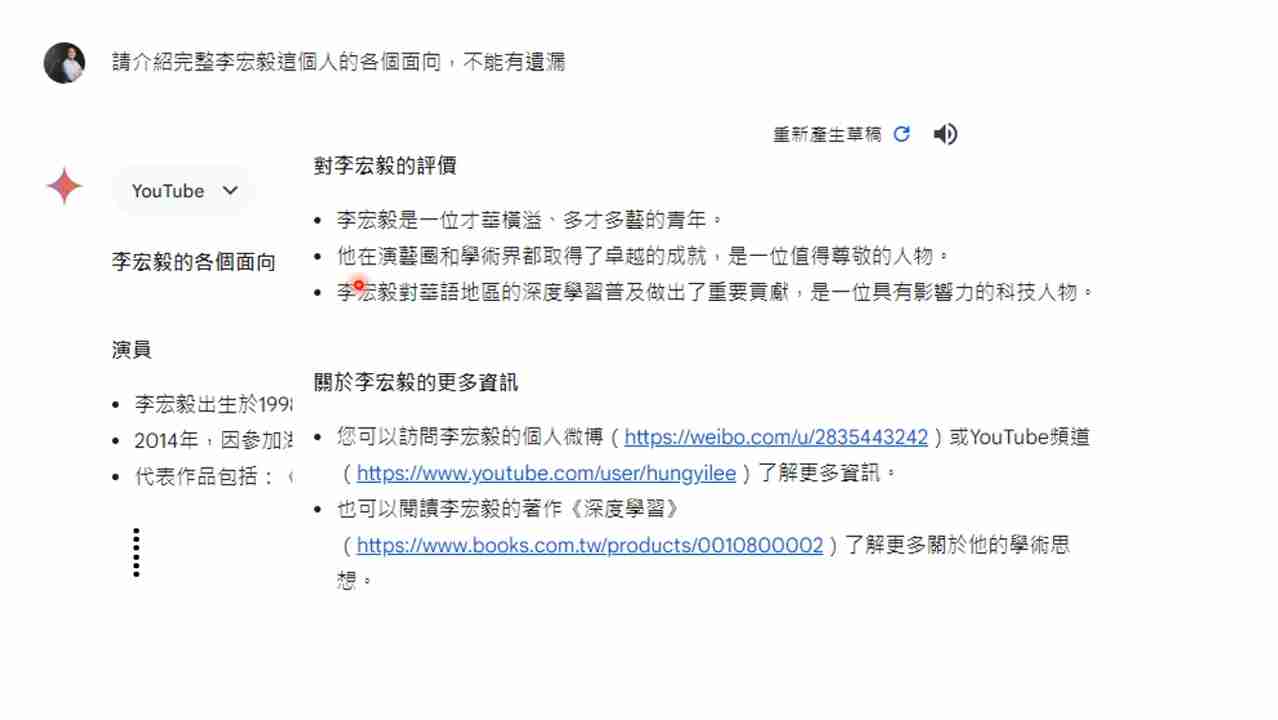 請介紹完整李宏毅這個人的各個面向，不能有遺漏
重新產生草稿
YouTube
李宏毅的各個面向
演員
• 李宏毅出生於1998
• 2014年，因參加
• 代表作品包括：
對李宏毅的評價
• 李宏毅是一位才華橫溢、多才多藝的青年。
• 他在演藝圈和學術界都取得了卓越的成就，是一位值得尊敬的人物。
• 李宏毅對華語地區的深度學習普及做出了重要貢獻，是一位具有影響力的科技人物。
關於李宏毅的更多資訊
• 您可以訪問李宏毅的個人微博（https://weibo.com/u/2835443242）或YouTube頻道
（https://www.youtube.com/user/hungyilee）了解更多資訊。
• 也可以閱讀李宏毅的著作《深度學習》
（https://www.books.com.tw/products/0010800002）了解更多關於他的學術思
想。